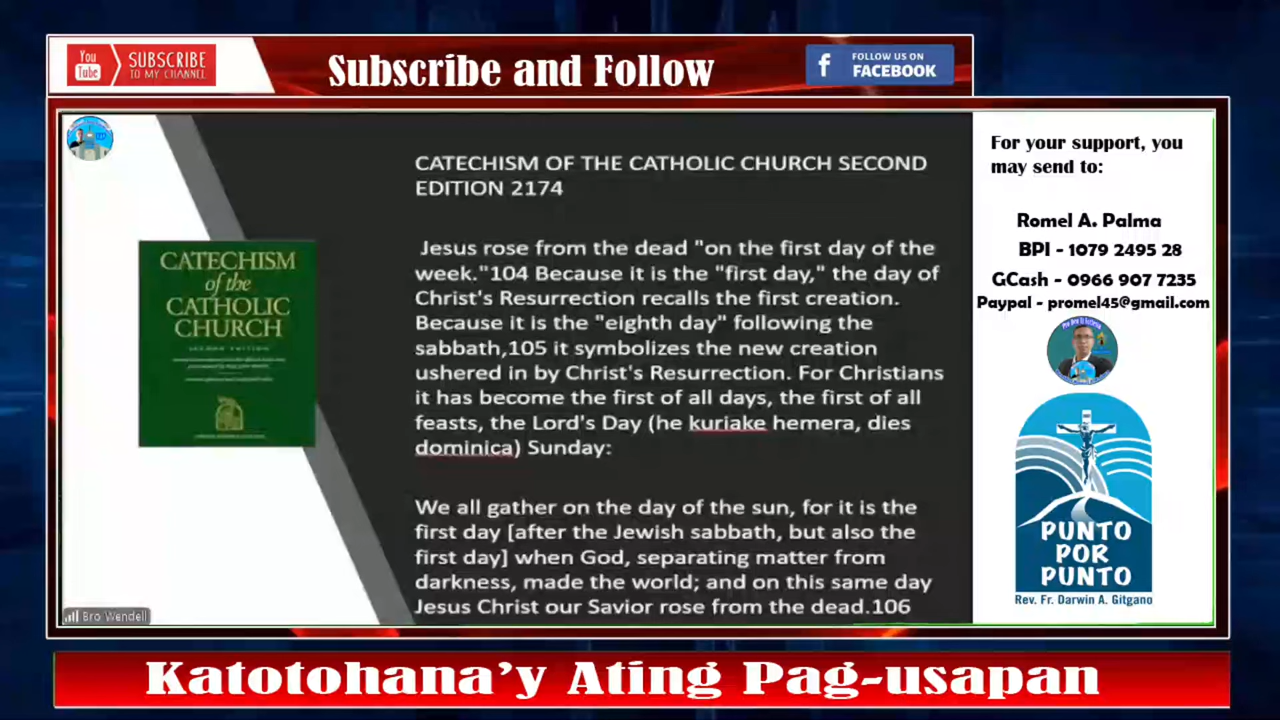 You
Tube
SUBSCRIBE
TO MY CHANNEL
Subscribe and Follow
FOLLOW US ON
FACEBOOK
CATECHISM OF THE CATHOLIC CHURCH SECOND
EDITION 2174
Jesus rose from the dead "on the first day of the
week."104 Because it is the "first day," the day of
Christ's Resurrection recalls the first creation.
Because it is the "eighth day" following the
sabbath,105 it symbolizes the new creation
ushered in by Christ's Resurrection. For Christians
it has become the first of all days, the first of all
feasts, the Lord's Day (he kuriake hemera, dies
dominica) Sunday:
We all gather on the day of the sun, for it is the
first day [after the Jewish sabbath, but also the
first day] when God, separating matter from
darkness, made the world; and on this same day
Jesus Christ our Savior rose from the dead.106
CATECHISM
of the
CATHOLIC
CHURCH
SECOND EDITION
Bro Wendell
For your support, you
may send to:
Romel A. Palma
BPI - 1079 2495 28
GCash - 0966 907 7235
Paypal - promel45@gmail.com
PUNTO
POR
PUNTO
Rev. Fr. Darwin A. Gitgano
Katotohana'y Ating Pag-usapan